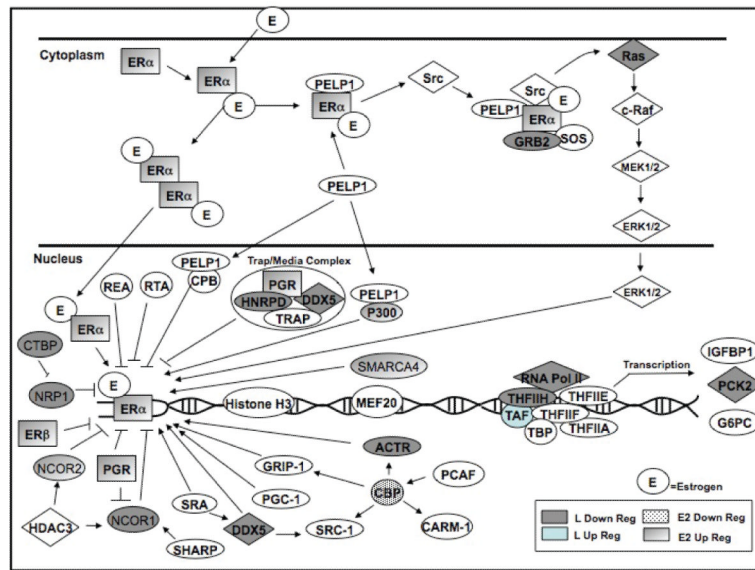 E
Cytoplasm
ERα
ERα
E
PELP1
ERα
E
Src
Src
E
PELP1
ERα
GRB2
SOS
Ras
c-Raf
MEK1/2
ERK1/2
E
ERα
ERα
E
PELP1
Nucleus
ERK1/2
PELP1
CPB
Trap/Media Complex
PGR
HNRPD
DDX5
TRAP
PELP1
P300
REA
RTA
E
ERα
CTBP
NRP1
E
ERα
SMARCA4
Histone H3
MEF20
RNA Pol II
THFIIH
THFIIE
TAF
THFIIF
TBP
THFIIA
Transcription
IGFBP1
PCK2
G6PC
ERβ
NCOR2
PGR
HDAC3
NCOR1
SHARP
SRA
DDX5
PGC-1
GRIP-1
ACTR
CBP
PCAF
SRC-1
CARM-1
E
=Estrogen
L Down Reg
E2 Down Reg
L Up Reg
E2 Up Reg